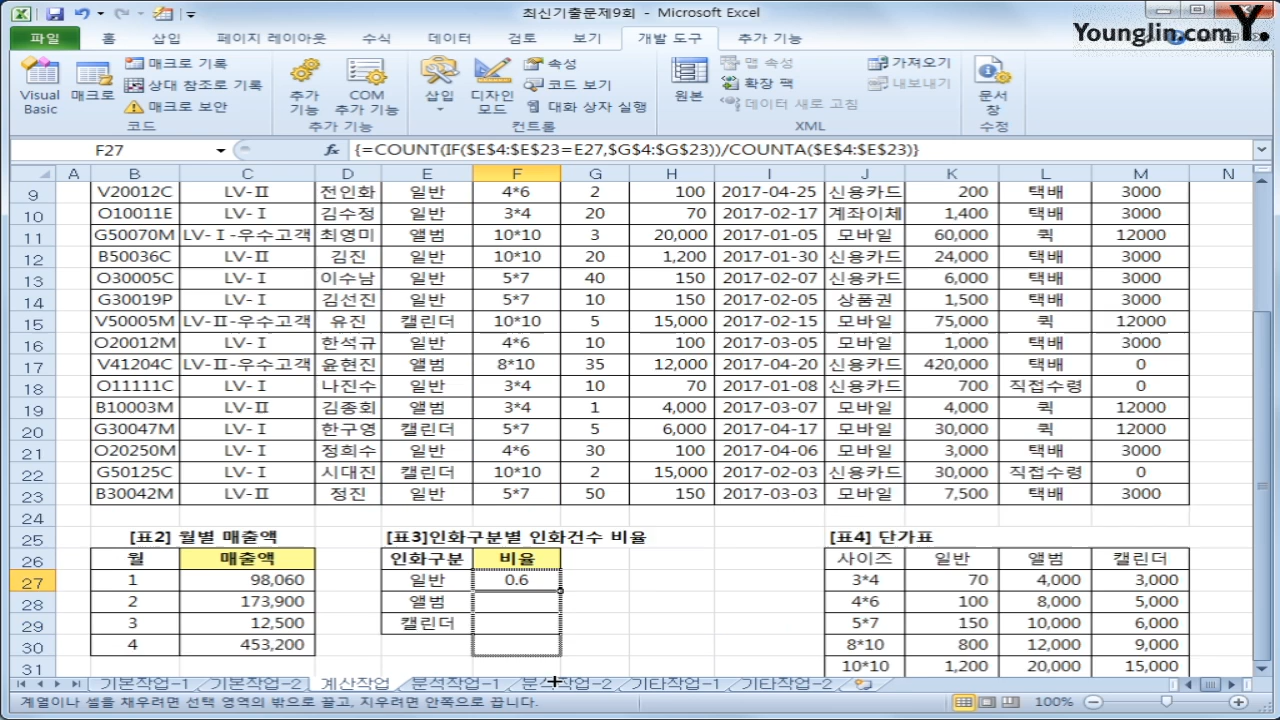 최신기출문제9회 - Microsoft Excel
YoungJin.com Y.
파일 홈 삽입 페이지 레이아웃 수식 데이터 검토 보기 개발 도구 추가 기능
Visual Basic
매크로
매크로 기록
상대 참조로 기록
매크로 보안
코드
추가 기능
COM 추가 기능
추가 기능
삽입
디자인 모드
속성
코드 보기
대화 상자 실행
컨트롤
원본
맵 속성
확장 팩
데이터 새로 고침
가져오기
내보내기
XML
문서 창
수정
F27 fx {=COUNT(IF($E$4:$E$23=E27,$G$4:$G$23))/COUNTA($E$4:$E$23)}
A B C D E F G H I J K L M N
9 V20012C LV-Ⅱ 전인화 일반 4*6 2 100 2017-04-25 신용카드 200 택배 3000
10 O10011E LV-Ⅰ 김수정 일반 3*4 20 70 2017-02-17 계좌이체 1,400 택배 3000
11 G50070M LV-Ⅰ-우수고객 최영미 앨범 10*10 3 20,000 2017-01-05 모바일 60,000 퀵 12000
12 B50036C LV-Ⅱ 김진 일반 10*10 20 1,200 2017-01-30 신용카드 24,000 택배 3000
13 O30005C LV-Ⅰ 이수남 일반 5*7 40 150 2017-02-07 신용카드 6,000 택배 3000
14 G30019P LV-Ⅰ 김선진 일반 5*7 10 150 2017-02-05 상품권 1,500 택배 3000
15 V50005M LV-Ⅱ-우수고객 유진 캘린더 10*10 5 15,000 2017-02-15 모바일 75,000 퀵 12000
16 O20012M LV-Ⅰ 한석규 일반 4*6 10 100 2017-03-05 모바일 1,000 택배 3000
17 V41204C LV-Ⅱ-우수고객 윤현진 앨범 8*10 35 12,000 2017-04-20 신용카드 420,000 택배 0
18 O11111C LV-Ⅰ 나진수 일반 3*4 10 70 2017-01-08 신용카드 700 직접수령 0
19 B10003M LV-Ⅱ 김종회 앨범 3*4 1 4,000 2017-03-07 모바일 4,000 퀵 12000
20 G30047M LV-Ⅰ 한구영 캘린더 5*7 5 6,000 2017-04-17 모바일 30,000 퀵 12000
21 O20250M LV-Ⅱ 정희수 일반 4*6 30 100 2017-04-06 모바일 3,000 택배 3000
22 G50125C LV-Ⅰ 시대진 캘린더 10*10 2 15,000 2017-02-03 신용카드 30,000 직접수령 0
23 B30042M LV-Ⅱ 정진 일반 5*7 50 150 2017-03-03 모바일 7,500 택배 3000
24
25 [표2] 월별 매출액 [표3]인화구분별 인화건수 비율 [표4] 단가표
26 월 매출액 인화구분 비율 사이즈 일반 앨범 캘린더
27 1 98,060 일반 0.6 3*4 70 4,000 3,000
28 2 173,900 앨범 4*6 100 8,000 5,000
29 3 12,500 캘린더 5*7 150 10,000 6,000
30 4 453,200 8*10 800 12,000 9,000
31 10*10 1,200 20,000 15,000
기본작업-1 기본작업-2 계산작업 분석작업-1 분석작업-2 기타작업-1 기타작업-2
계열이나 셀을 채우려면 선택 영역의 밖으로 끌고, 지우려면 안쪽으로 끕니다. 100%